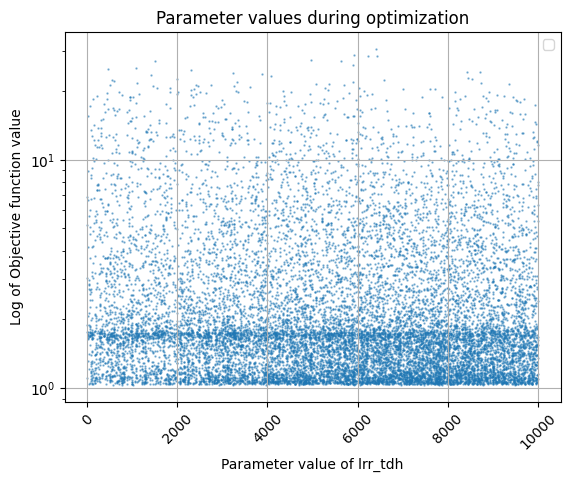 Parameter values during optimization
Log of Objective function value
10¹
10⁰
0
2000
4000
6000
8000
10000
Parameter value of lrr_tdh